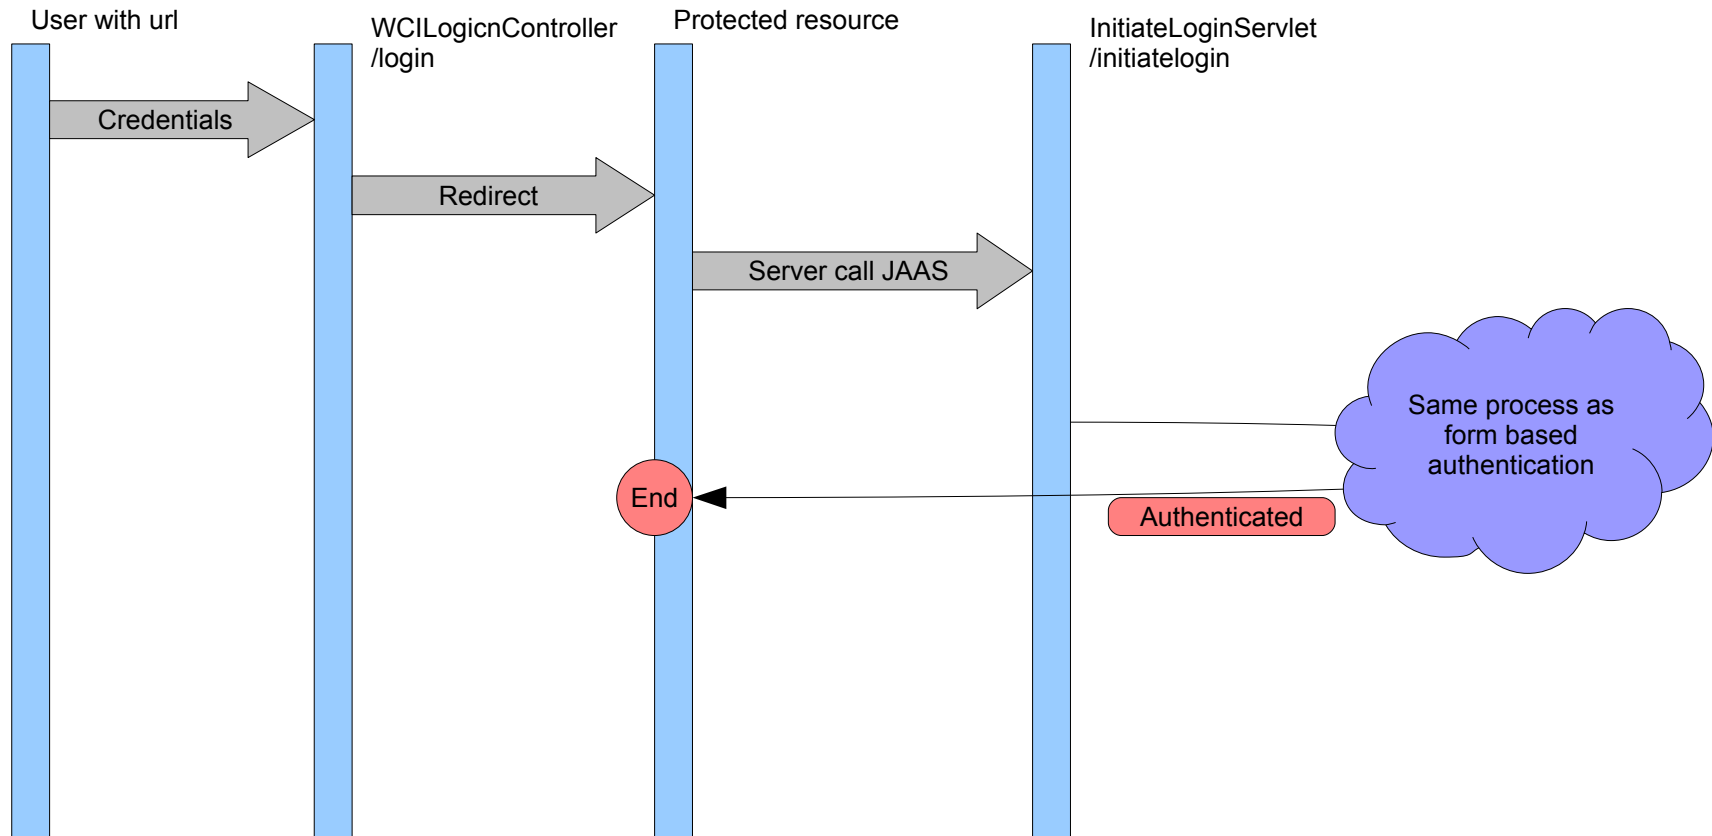 User with url
WCILogicnController
/login
Protected resource
InitiateLoginServlet
/initiatelogin
Credentials
Redirect
Server call JAAS
Same process as
form based
authentication
End
Authenticated